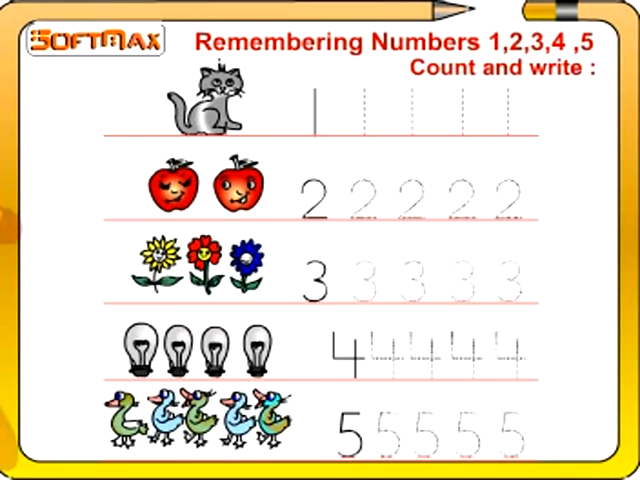 SOFTMAX
Remembering Numbers 1,2,3,4 ,5
Count and write :
1 1 1 1 1
2 2 2 2 2
3 3 3 3 3
4 4 4 4 4
5 5 5 5 5